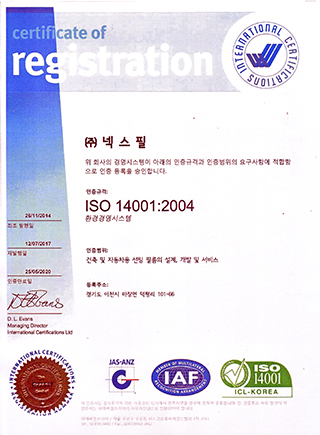 certificate of
registration
INTERNATIONAL CERTIFICATIONS
㈜ 넥스필
위 회사의 경영시스템이 아래의 인증규격과 인증범위의 요구사항에 적합함
으로 인증 등록을 승인합니다.
인증규격:
ISO 14001:2004
환경경영시스템
26/11/2014
최초 발행일
12/07/2017
재발행일
25/05/2020
인증만료일
인증범위:
건축 및 자동차용 썬팅 필름의 설계, 개발 및 서비스
등록주소:
경기도 이천시 마장면 덕평리 101-66
D. L. Evans
Managing Director
International Certifications Ltd
INTERNATIONAL CERTIFICATIONS
JAS-ANZ
MEMBER OF MULTILATERAL
RECOGNITION ARRANGEMENT
IAF
ISO
14001
ICL-KOREA